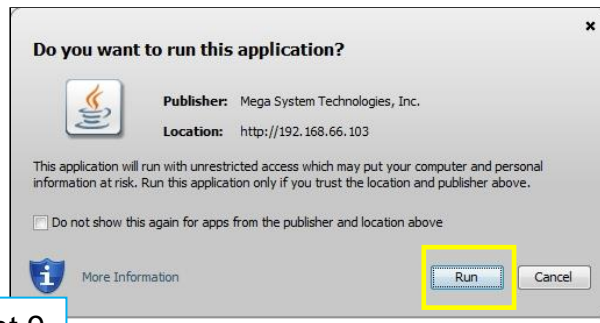 Do you want to run this application?
Publisher: Mega System Technologies, Inc.
Location: http://192.168.66.103
This application will run with unrestricted access which may put your computer and personal
information at risk. Run this application only if you trust the location and publisher above.
Do not show this again for apps from the publisher and location above
More Information
Run
Cancel